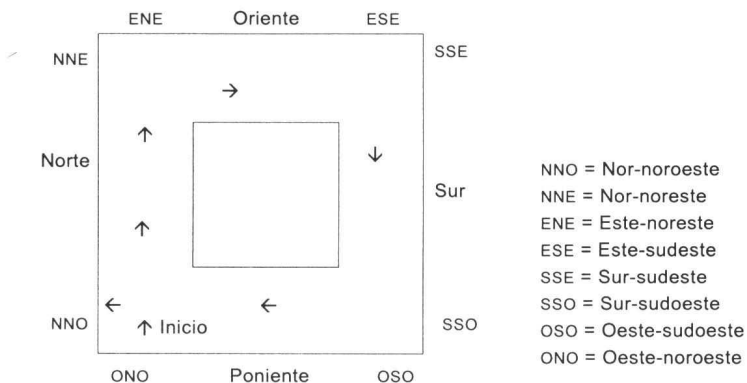 ENE Oriente ESE
NNE SSE
Norte Sur
NNO Inicio SSO
ONO Poniente OSO
NNO = Nor-noroeste
NNE = Nor-noreste
ENE = Este-noreste
ESE = Este-sudeste
SSE = Sur-sudeste
SSO = Sur-sudoeste
OSO = Oeste-sudoeste
ONO = Oeste-noroeste